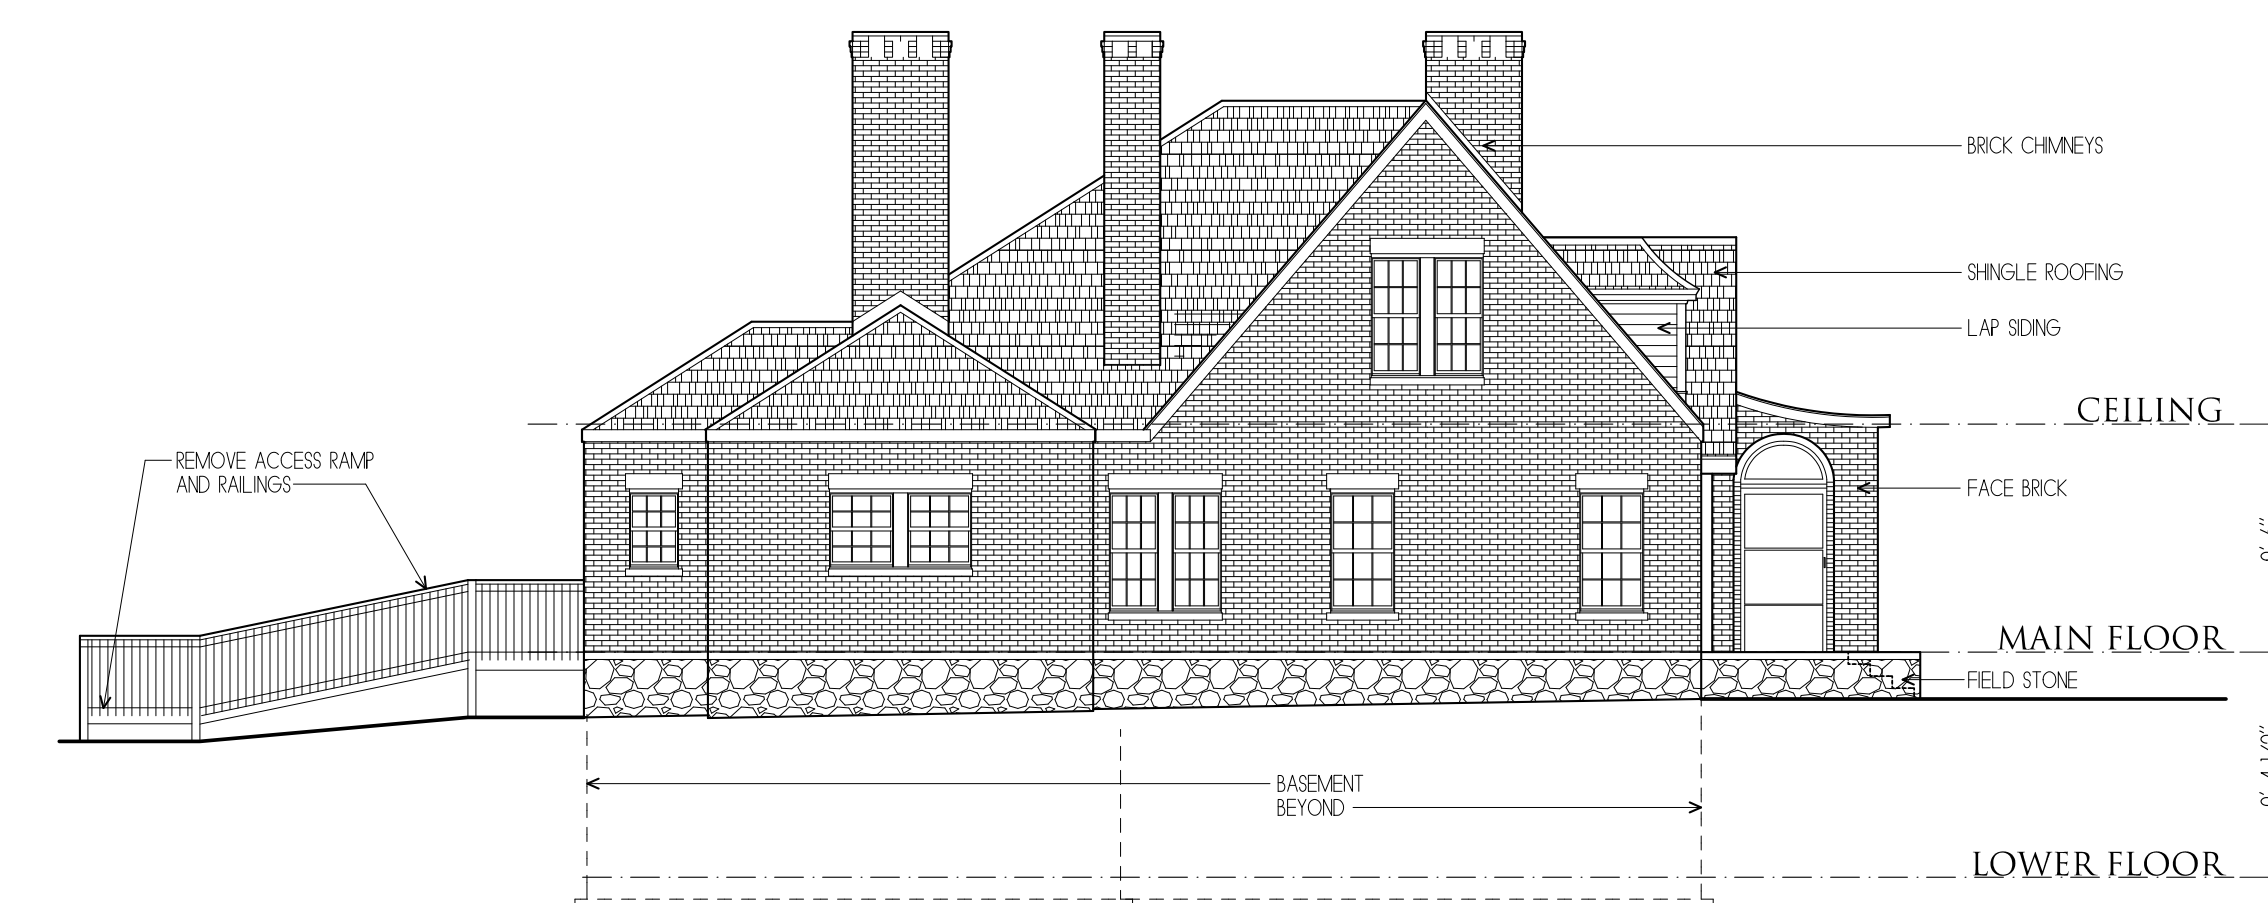 BRICK CHIMNEYS
SHINGLE ROOFING
LAP SIDING
CEILING
REMOVE ACCESS RAMP
AND RAILINGS
FACE BRICK
MAIN FLOOR
FIELD STONE
BASEMENT
BEYOND
LOWER FLOOR